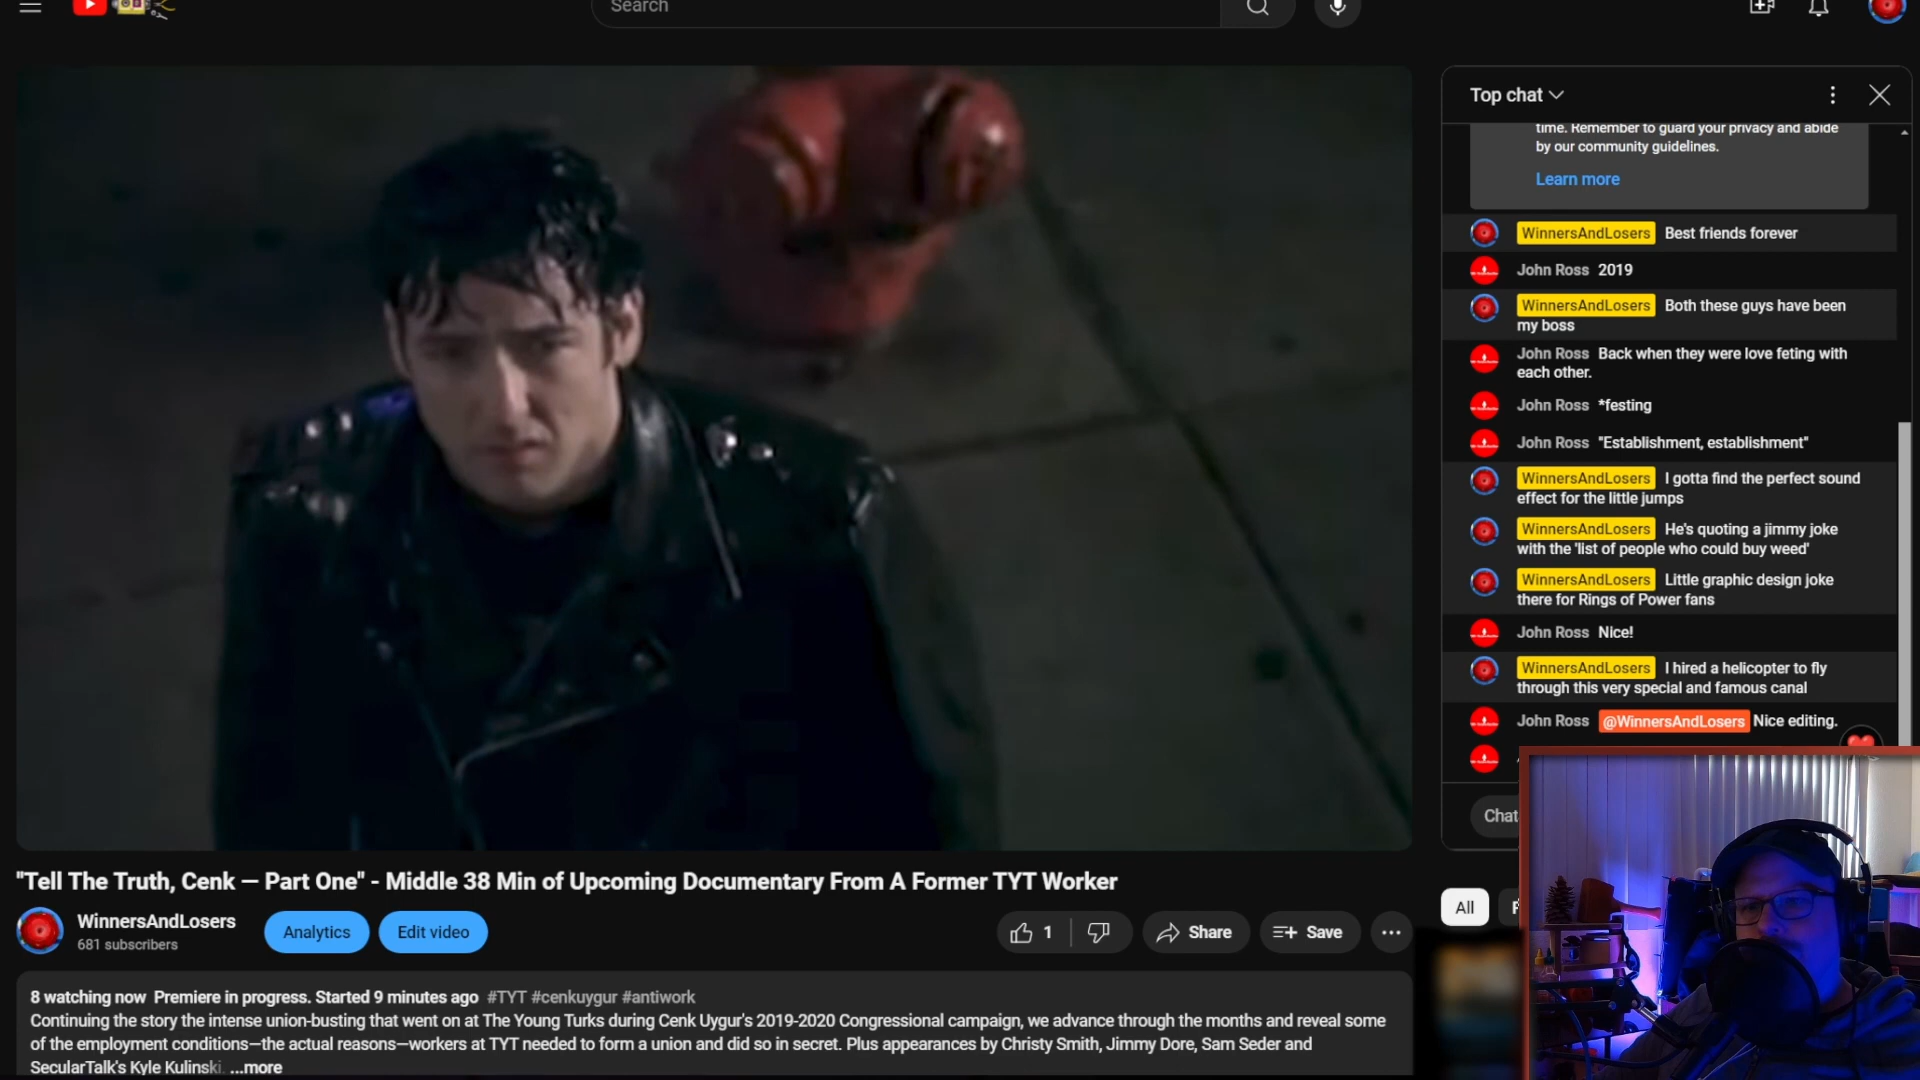 Search
Top chat
time. Remember to guard your privacy and abide
by our community guidelines.
Learn more
WinnersAndLosers Best friends forever
John Ross 2019
WinnersAndLosers Both these guys have been
my boss
John Ross Back when they were love feting with
each other.
John Ross *festing
John Ross "Establishment, establishment"
WinnersAndLosers I gotta find the perfect sound
effect for the little jumps
WinnersAndLosers He's quoting a jimmy joke
with the 'list of people who could buy weed'
WinnersAndLosers Little graphic design joke
there for Rings of Power fans
John Ross Nice!
WinnersAndLosers I hired a helicopter to fly
through this very special and famous canal
John Ross @WinnersAndLosers Nice editing.
Chat
"Tell The Truth, Cenk — Part One" - Middle 38 Min of Upcoming Documentary From A Former TYT Worker
WinnersAndLosers
681 subscribers
Analytics
Edit video
1
Share
Save
All
8 watching now Premiere in progress. Started 9 minutes ago #TYT #cenkuygur #antiwork
Continuing the story the intense union-busting that went on at The Young Turks during Cenk Uygur's 2019-2020 Congressional campaign, we advance through the months and reveal some
of the employment conditions—the actual reasons—workers at TYT needed to form a union and did so in secret. Plus appearances by Christy Smith, Jimmy Dore, Sam Seder and
SecularTalk's Kyle Kulinski. ...more